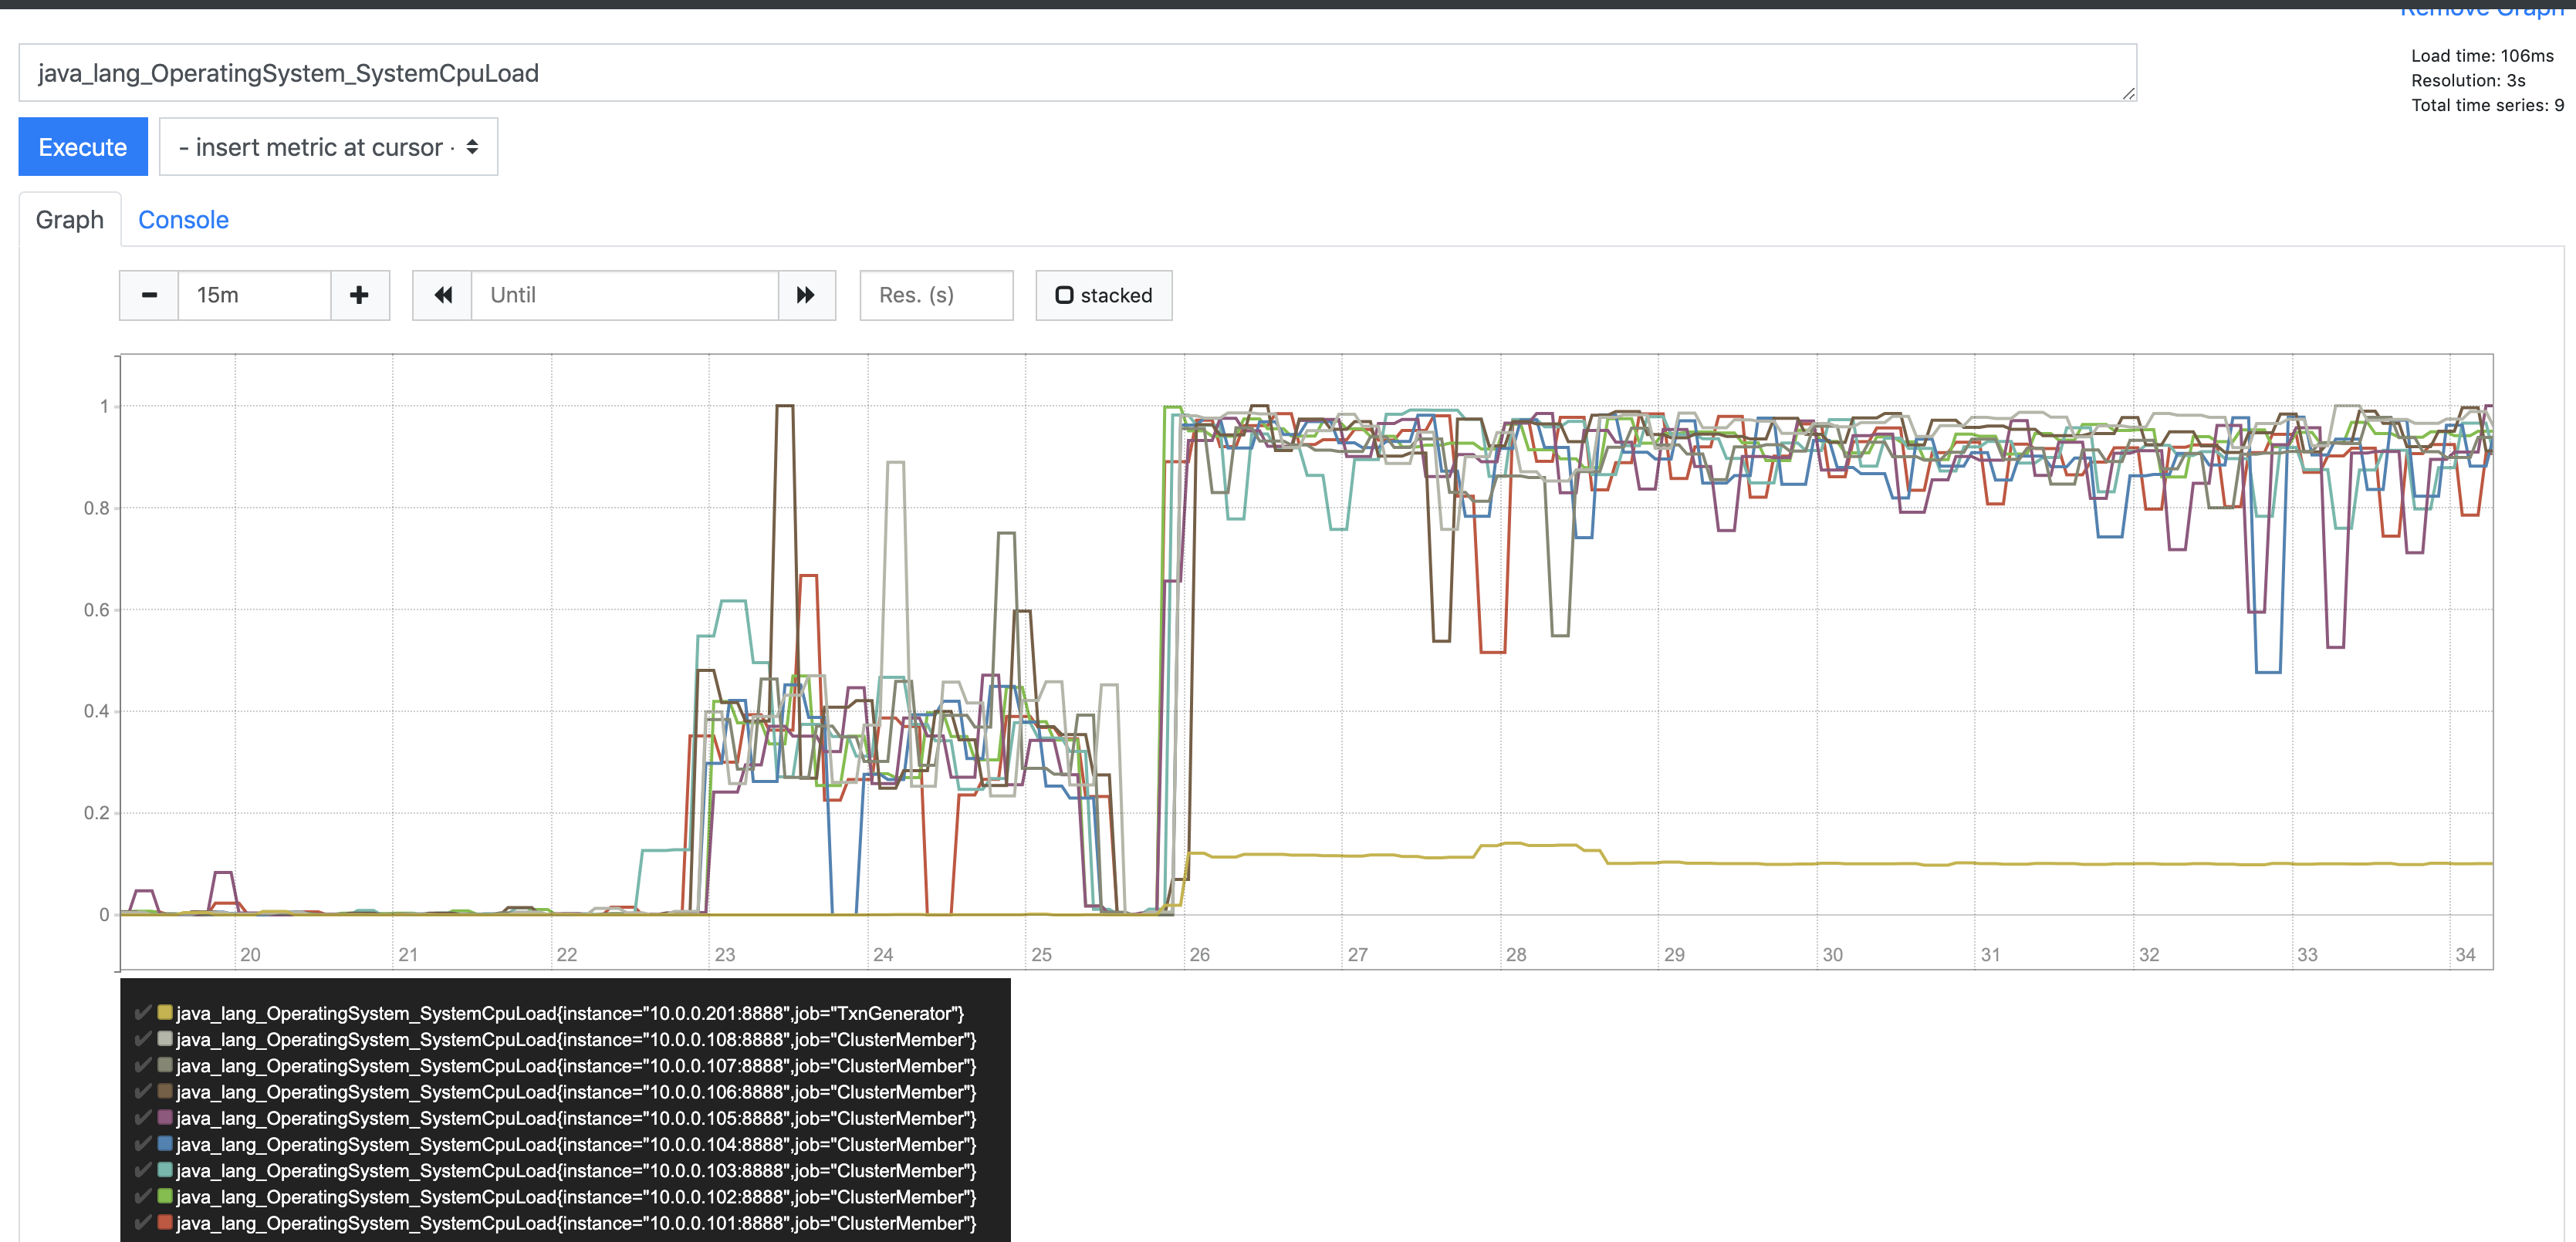 Remove Graph
java_lang_OperatingSystem_SystemCpuLoad
Load time: 106ms
Resolution: 3s
Total time series: 9
Execute
- insert metric at cursor -
Graph
Console
15m
Until
Res. (s)
stacked
1
0.8
0.6
0.4
0.2
0
20 21 22 23 24 25 26 27 28 29 30 31 32 33 34
java_lang_OperatingSystem_SystemCpuLoad{instance="10.0.0.201:8888",job="TxnGenerator"}
java_lang_OperatingSystem_SystemCpuLoad{instance="10.0.0.108:8888",job="ClusterMember"}
java_lang_OperatingSystem_SystemCpuLoad{instance="10.0.0.107:8888",job="ClusterMember"}
java_lang_OperatingSystem_SystemCpuLoad{instance="10.0.0.106:8888",job="ClusterMember"}
java_lang_OperatingSystem_SystemCpuLoad{instance="10.0.0.105:8888",job="ClusterMember"}
java_lang_OperatingSystem_SystemCpuLoad{instance="10.0.0.104:8888",job="ClusterMember"}
java_lang_OperatingSystem_SystemCpuLoad{instance="10.0.0.103:8888",job="ClusterMember"}
java_lang_OperatingSystem_SystemCpuLoad{instance="10.0.0.102:8888",job="ClusterMember"}
java_lang_OperatingSystem_SystemCpuLoad{instance="10.0.0.101:8888",job="ClusterMember"}